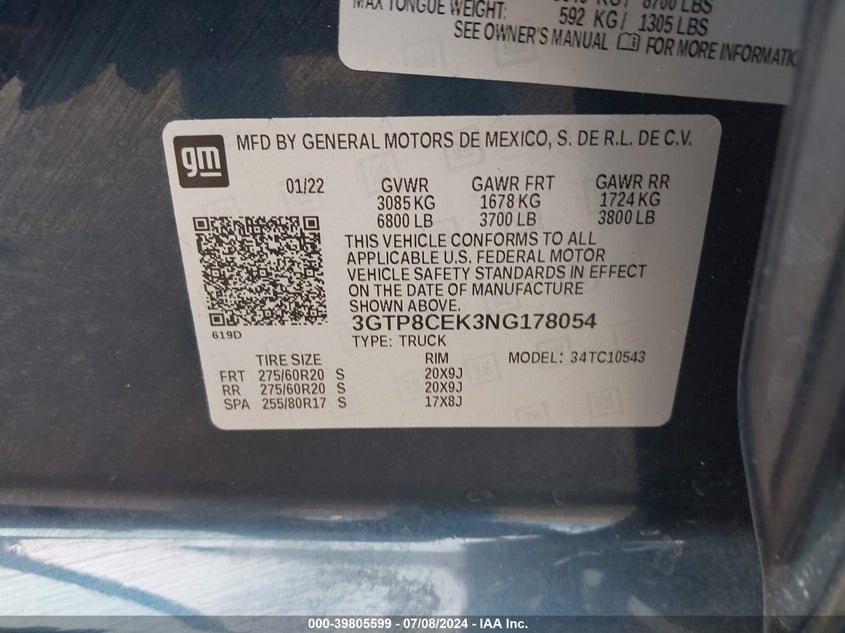 MAX TONGUE WEIGHT: 592 KG / 1305 LBS
SEE OWNER'S MANUAL FOR MORE INFORMATION
gm
MFD BY GENERAL MOTORS DE MEXICO, S. DE R.L. DE C.V.
01/22 GVWR GAWR FRT GAWR RR
3085 KG 1678 KG 1724 KG
6800 LB 3700 LB 3800 LB
THIS VEHICLE CONFORMS TO ALL
APPLICABLE U.S. FEDERAL MOTOR
VEHICLE SAFETY STANDARDS IN EFFECT
ON THE DATE OF MANUFACTURE
SHOWN ABOVE.
619D
3GTP8CEK3NG178054
TYPE: TRUCK
TIRE SIZE RIM MODEL: 34TC10543
FRT 275/60R20 S 20X9J
RR 275/60R20 S 20X9J
SPA 255/80R17 S 17X8J
000-39805599 - 07/08/2024 - IAA Inc.